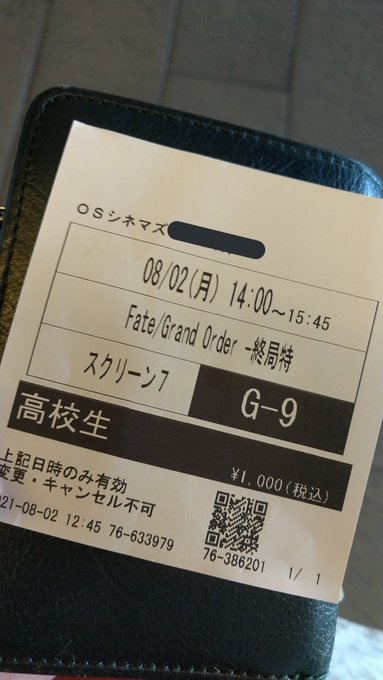 OSシネマズ
08/02(月) 14:00~15:45
Fate/Grand Order -終局特
スクリーン7
G-9
高校生
¥1,000(税込)
上記日時のみ有効
変更・キャンセル不可
21-08-02 12:45 76-633979
76-386201
1/ 1